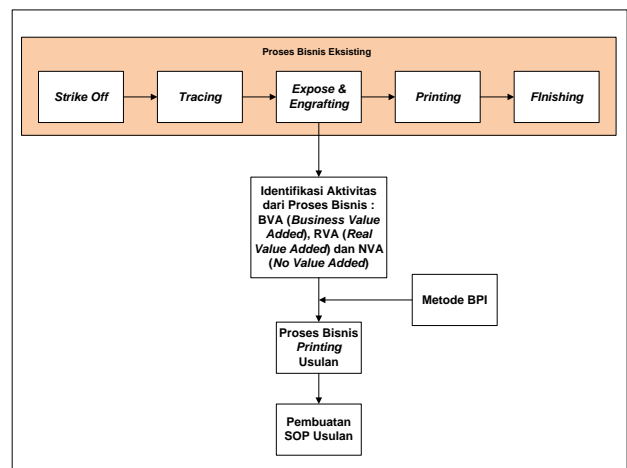 Proses Bisnis Eksisting
Strike Off
Tracing
Expose &
Engrafting
Printing
FInishing
Identifikasi Aktivitas
dari Proses Bisnis :
BVA (Business Value
Added), RVA (Real
Value Added) dan NVA
(No Value Added)
Metode BPI
Proses Bisnis
Printing
Usulan
Pembuatan
SOP Usulan